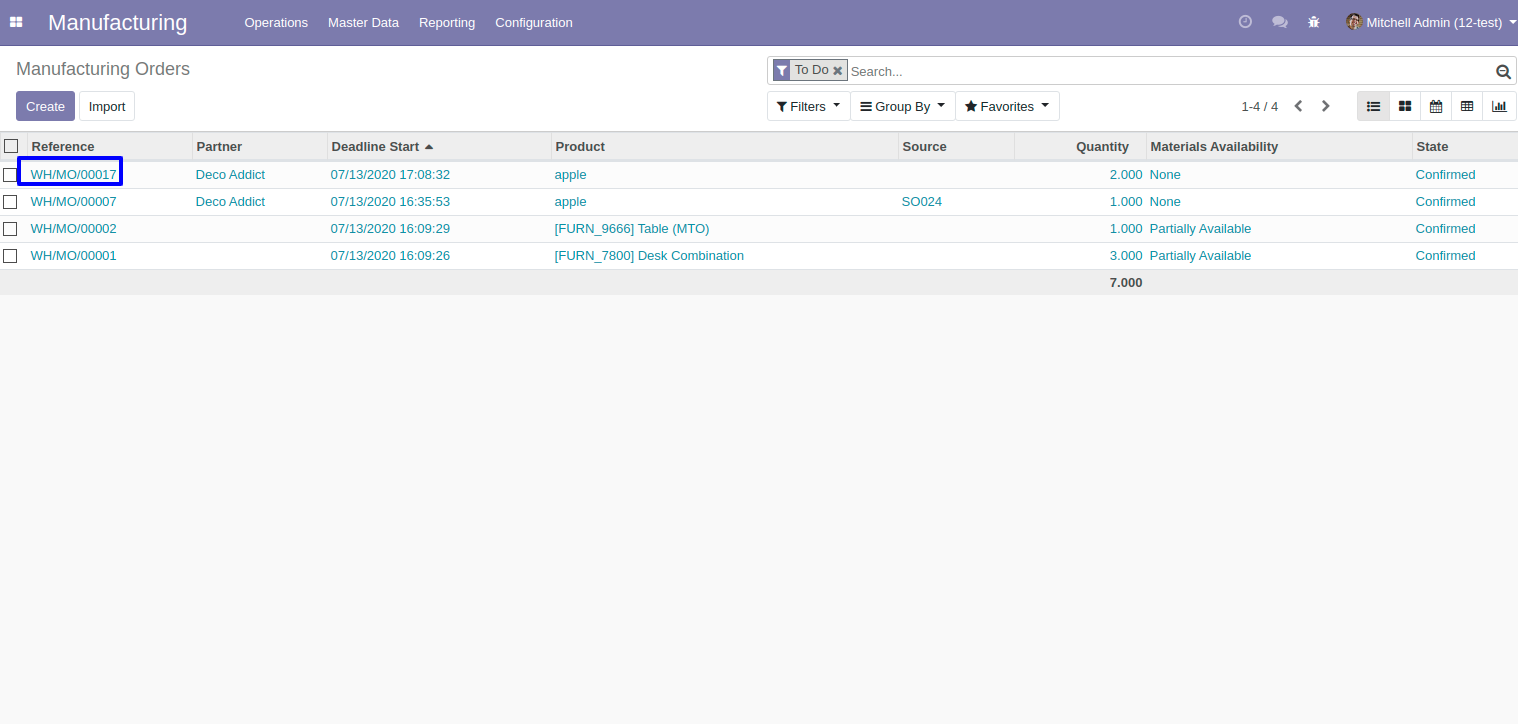 Manufacturing Operations Master Data Reporting Configuration Mitchell Admin (12-test)
Manufacturing Orders To Do Search...
Create Import Filters Group By Favorites 1-4 / 4
Reference Partner Deadline Start Product Source Quantity Materials Availability State
WH/MO/00017 Deco Addict 07/13/2020 17:08:32 apple 2.000 None Confirmed
WH/MO/00007 Deco Addict 07/13/2020 16:35:53 apple SO024 1.000 None Confirmed
WH/MO/00002 07/13/2020 16:09:29 [FURN_9666] Table (MTO) 1.000 Partially Available Confirmed
WH/MO/00001 07/13/2020 16:09:26 [FURN_7800] Desk Combination 3.000 Partially Available Confirmed
7.000